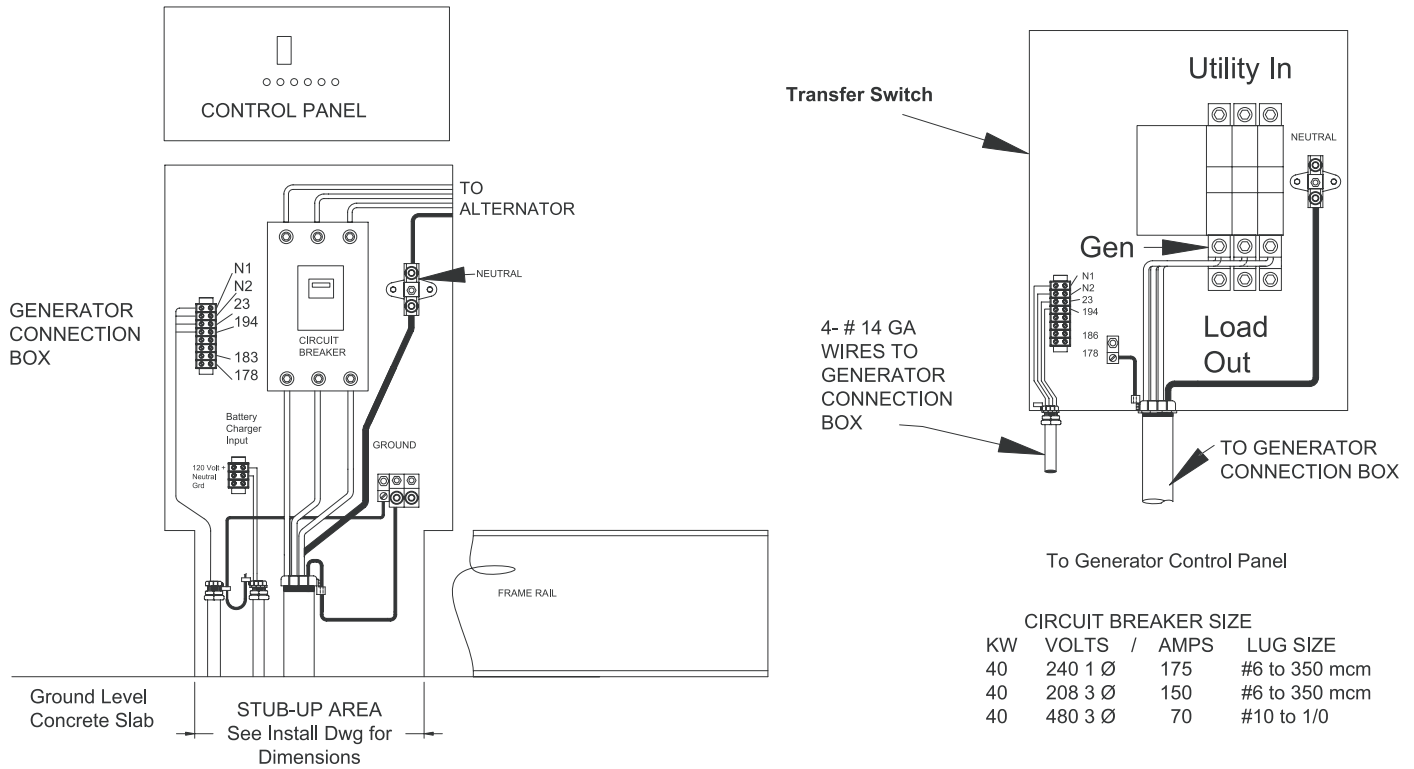 CONTROL PANEL
TO
ALTERNATOR
NEUTRAL
N1
N2
23
194
183
178
GENERATOR
CONNECTION
BOX
CIRCUIT
BREAKER
Battery
Charger
Input
120 Volt +
Neutral
Grd
GROUND
FRAME RAIL
Ground Level
Concrete Slab
STUB-UP AREA
See Install Dwg for
Dimensions
Transfer Switch
Utility In
NEUTRAL
Gen
N1
N2
23
194
186
178
Load
Out
4- # 14 GA
WIRES TO
GENERATOR
CONNECTION
BOX
TO GENERATOR
CONNECTION BOX
To Generator Control Panel
CIRCUIT BREAKER SIZE
KW VOLTS / AMPS LUG SIZE
40 240 1 Ø 175 #6 to 350 mcm
40 208 3 Ø 150 #6 to 350 mcm
40 480 3 Ø 70 #10 to 1/0